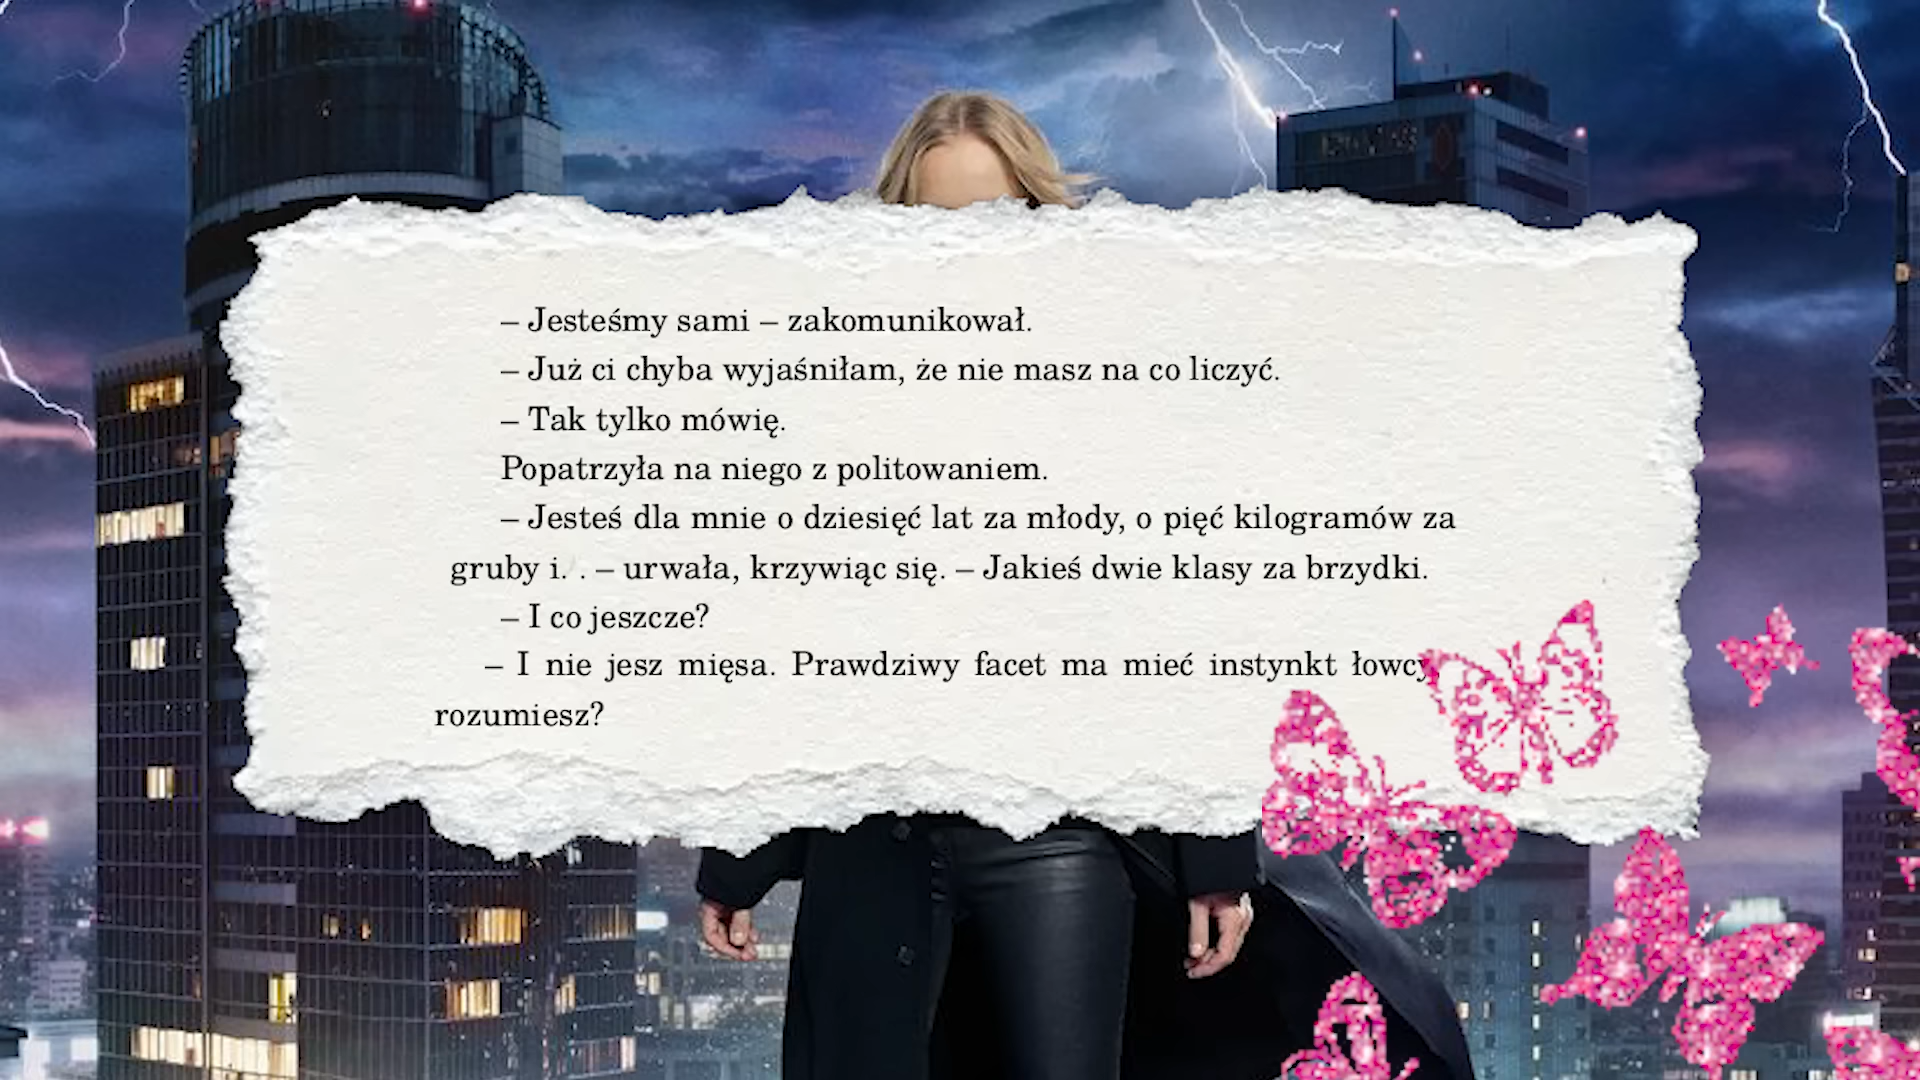 – Jesteśmy sami – zakomunikował.
– Już ci chyba wyjaśniłam, że nie masz na co liczyć.
– Tak tylko mówię.
Popatrzyła na niego z politowaniem.
– Jesteś dla mnie o dziesięć lat za młody, o pięć kilogramów za
gruby i. . – urwała, krzywiąc się. – Jakieś dwie klasy za brzydki.
– I co jeszcze?
– I nie jesz mięsa. Prawdziwy facet ma mieć instynkt łowcy
rozumiesz?